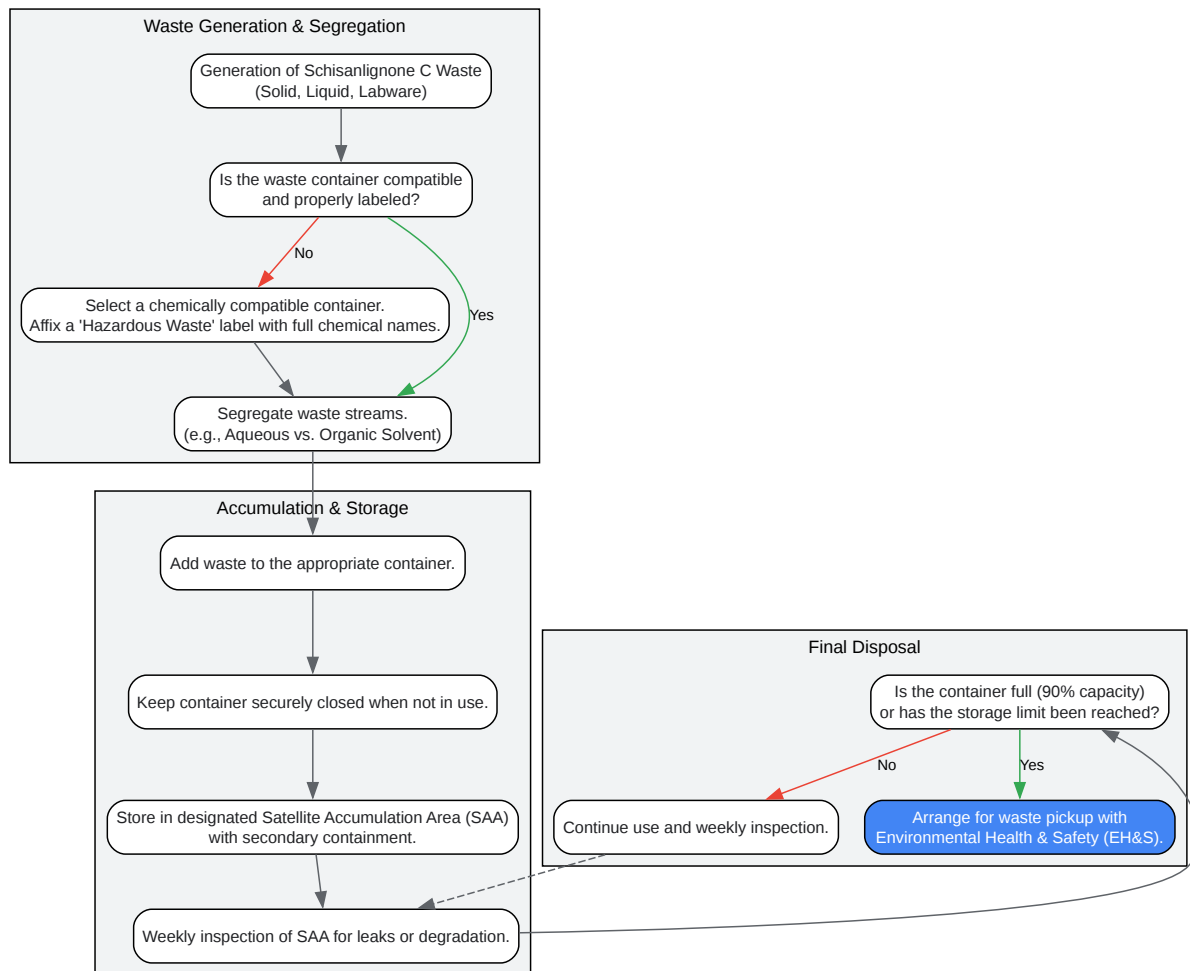 Waste Generation & Segregation
Generation of Schisanlignone C Waste
(Solid, Liquid, Labware)
Is the waste container compatible
and properly labeled?
No
Select a chemically compatible container.
Affix a 'Hazardous Waste' label with full chemical names.
Yes
Segregate waste streams.
(e.g., Aqueous vs. Organic Solvent)
Accumulation & Storage
Add waste to the appropriate container.
Keep container securely closed when not in use.
Store in designated Satellite Accumulation Area (SAA)
with secondary containment.
Weekly inspection of SAA for leaks or degradation.
Final Disposal
Is the container full (90% capacity)
or has the storage limit been reached?
No
Yes
Continue use and weekly inspection.
Arrange for waste pickup with
Environmental Health & Safety (EH&S).